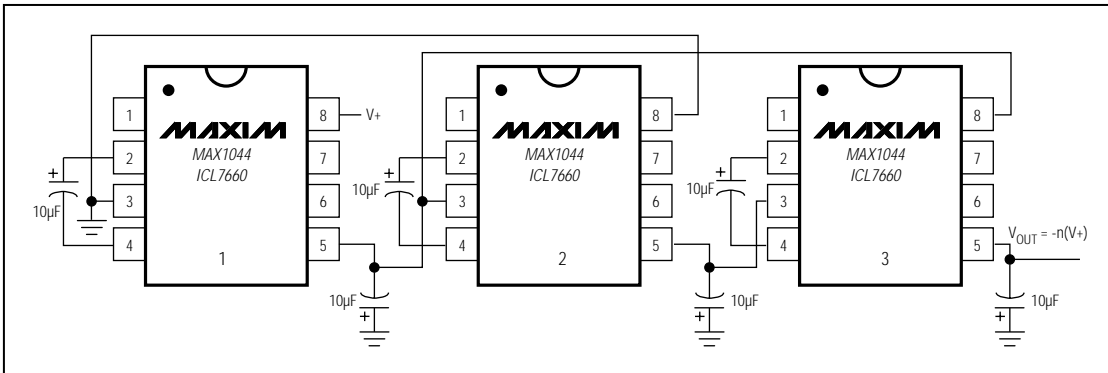 1
2
3
4
8
7
6
5
V+
MAXIM
MAX1044
ICL7660
1
+
10µF
10µF
+
1
2
3
4
8
7
6
5
MAXIM
MAX1044
ICL7660
2
+
10µF
10µF
+
1
2
3
4
8
7
6
5
MAXIM
MAX1044
ICL7660
3
+
10µF
VOUT = -n(V+)
10µF
+